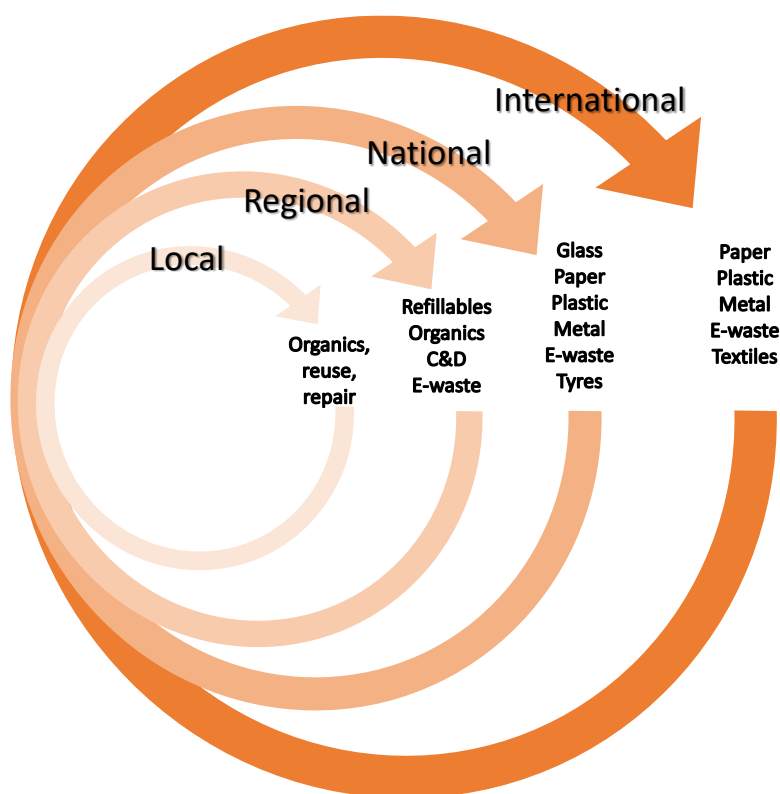 International
National
Regional
Local
Organics,
reuse,
repair
Refillables
Organics
C&D
E-waste
Glass
Paper
Plastic
Metal
E-waste
Tyres
Paper
Plastic
Metal
E-waste
Textiles